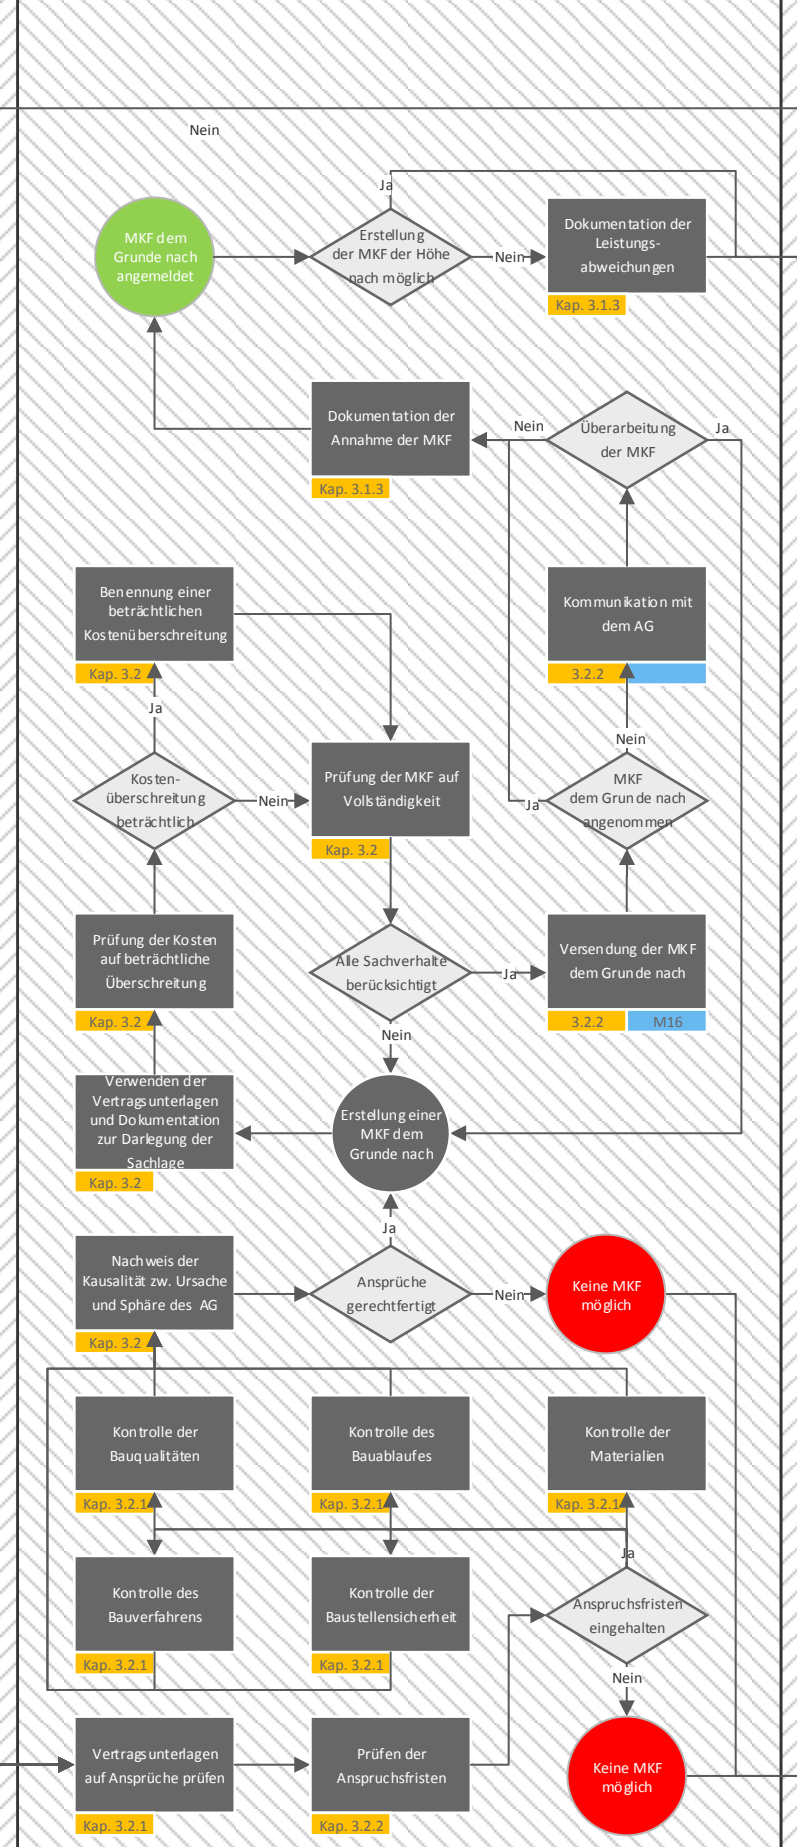 Nein
Ja
MKF dem
Grunde nach
angemeldet
Erstellung
der MKF der Höhe
nach möglich
Nein
Dokumentation der
Leistungs-
abweichungen
Kap. 3.1.3
Dokumentation der
Annahme der MKF
Kap. 3.1.3
Nein
Überarbeitung
der MKF
Ja
Benennung einer
beträchtlichen
Kostenüberschreitung
Kap. 3.2
Kommunikation mit
dem AG
3.2.2
Ja
Nein
Kosten-
überschreitung
beträchtlich
Nein
Prüfung der MKF auf
Vollständigkeit
Kap. 3.2
Ja
MKF
dem Grunde nach
angenommen
Prüfung der Kosten
auf beträchtliche
Überschreitung
Kap. 3.2
Alle Sachverhalte
berücksichtigt
Ja
Nein
Versendung der MKF
dem Grunde nach
3.2.2
M16
Verwenden der
Vertragsunterlagen
und Dokumentation
zur Darlegung der
Sachlage
Kap. 3.2
Erstellung einer
MKF dem
Grunde nach
Ja
Nachweis der
Kausalität zw. Ursache
und Sphäre des AG
Kap. 3.2
Ansprüche
gerechtfertigt
Nein
Keine MKF
möglich
Kontrolle der
Bauqualitäten
Kap. 3.2.1
Kontrolle des
Bauablaufes
Kap. 3.2.1
Kontrolle der
Materialien
Kap. 3.2.1
Ja
Kontrolle des
Bauverfahrens
Kap. 3.2.1
Kontrolle der
Baustellensicherheit
Kap. 3.2.1
Anspruchsfristen
eingehalten
Nein
Vertragsunterlagen
auf Ansprüche prüfen
Kap. 3.2.1
Prüfen der
Anspruchsfristen
Kap. 3.2.2
Keine MKF
möglich